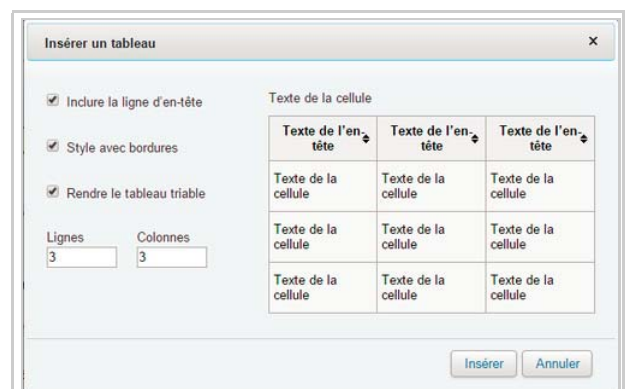 Insérer un tableau ×
Inclure la ligne d'en-tête
Style avec bordures
Rendre le tableau triable
Lignes Colonnes
3 3
Texte de la cellule
Texte de l'en-tête Texte de l'en-tête Texte de l'en-tête
Texte de la cellule Texte de la cellule Texte de la cellule
Texte de la cellule Texte de la cellule Texte de la cellule
Texte de la cellule Texte de la cellule Texte de la cellule
Insérer Annuler